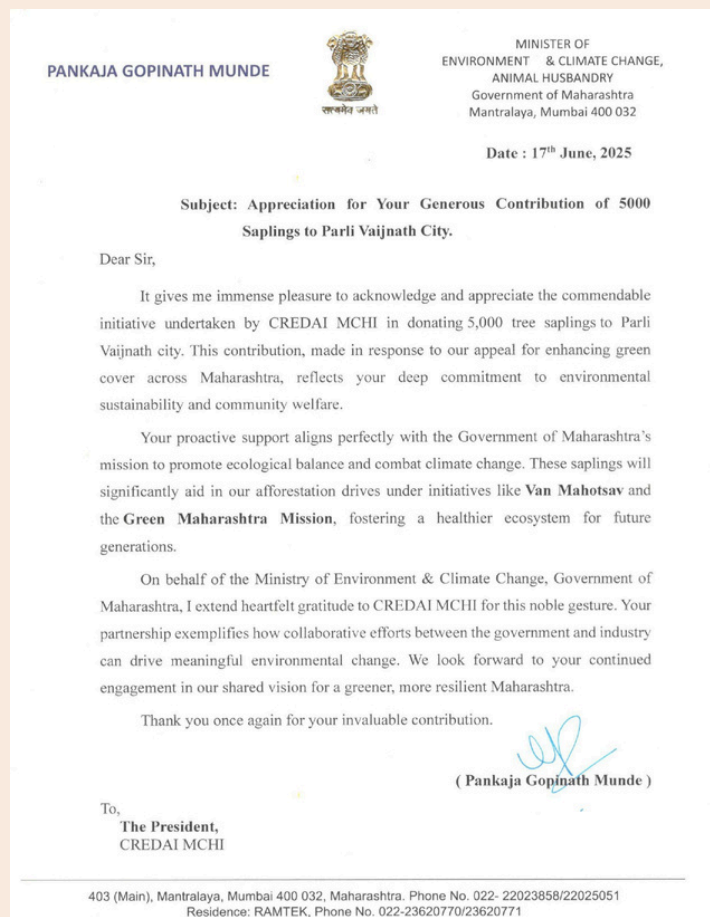 PANKAJA GOPINATH MUNDE
सत्यमेव जयते
MINISTER OF
ENVIRONMENT & CLIMATE CHANGE,
ANIMAL HUSBANDRY
Government of Maharashtra
Mantralaya, Mumbai 400 032
Date : 17th June, 2025
Subject: Appreciation for Your Generous Contribution of 5000
Saplings to Parli Vaijnath City.
Dear Sir,
It gives me immense pleasure to acknowledge and appreciate the commendable
initiative undertaken by CREDAI MCHI in donating 5,000 tree saplings to Parli
Vaijnath city. This contribution, made in response to our appeal for enhancing green
cover across Maharashtra, reflects your deep commitment to environmental
sustainability and community welfare.
Your proactive support aligns perfectly with the Government of Maharashtra's
mission to promote ecological balance and combat climate change. These saplings will
significantly aid in our afforestation drives under initiatives like Van Mahotsav and
the Green Maharashtra Mission, fostering a healthier ecosystem for future
generations.
On behalf of the Ministry of Environment & Climate Change, Government of
Maharashtra, I extend heartfelt gratitude to CREDAI MCHI for this noble gesture. Your
partnership exemplifies how collaborative efforts between the government and industry
can drive meaningful environmental change. We look forward to your continued
engagement in our shared vision for a greener, more resilient Maharashtra.
Thank you once again for your invaluable contribution.
( Pankaja Gopinath Munde )
To,
The President,
CREDAI MCHI
403 (Main), Mantralaya, Mumbai 400 032, Maharashtra. Phone No. 022- 22023858/22025051
Residence: RAMTEK, Phone No. 022-23620770/23620771